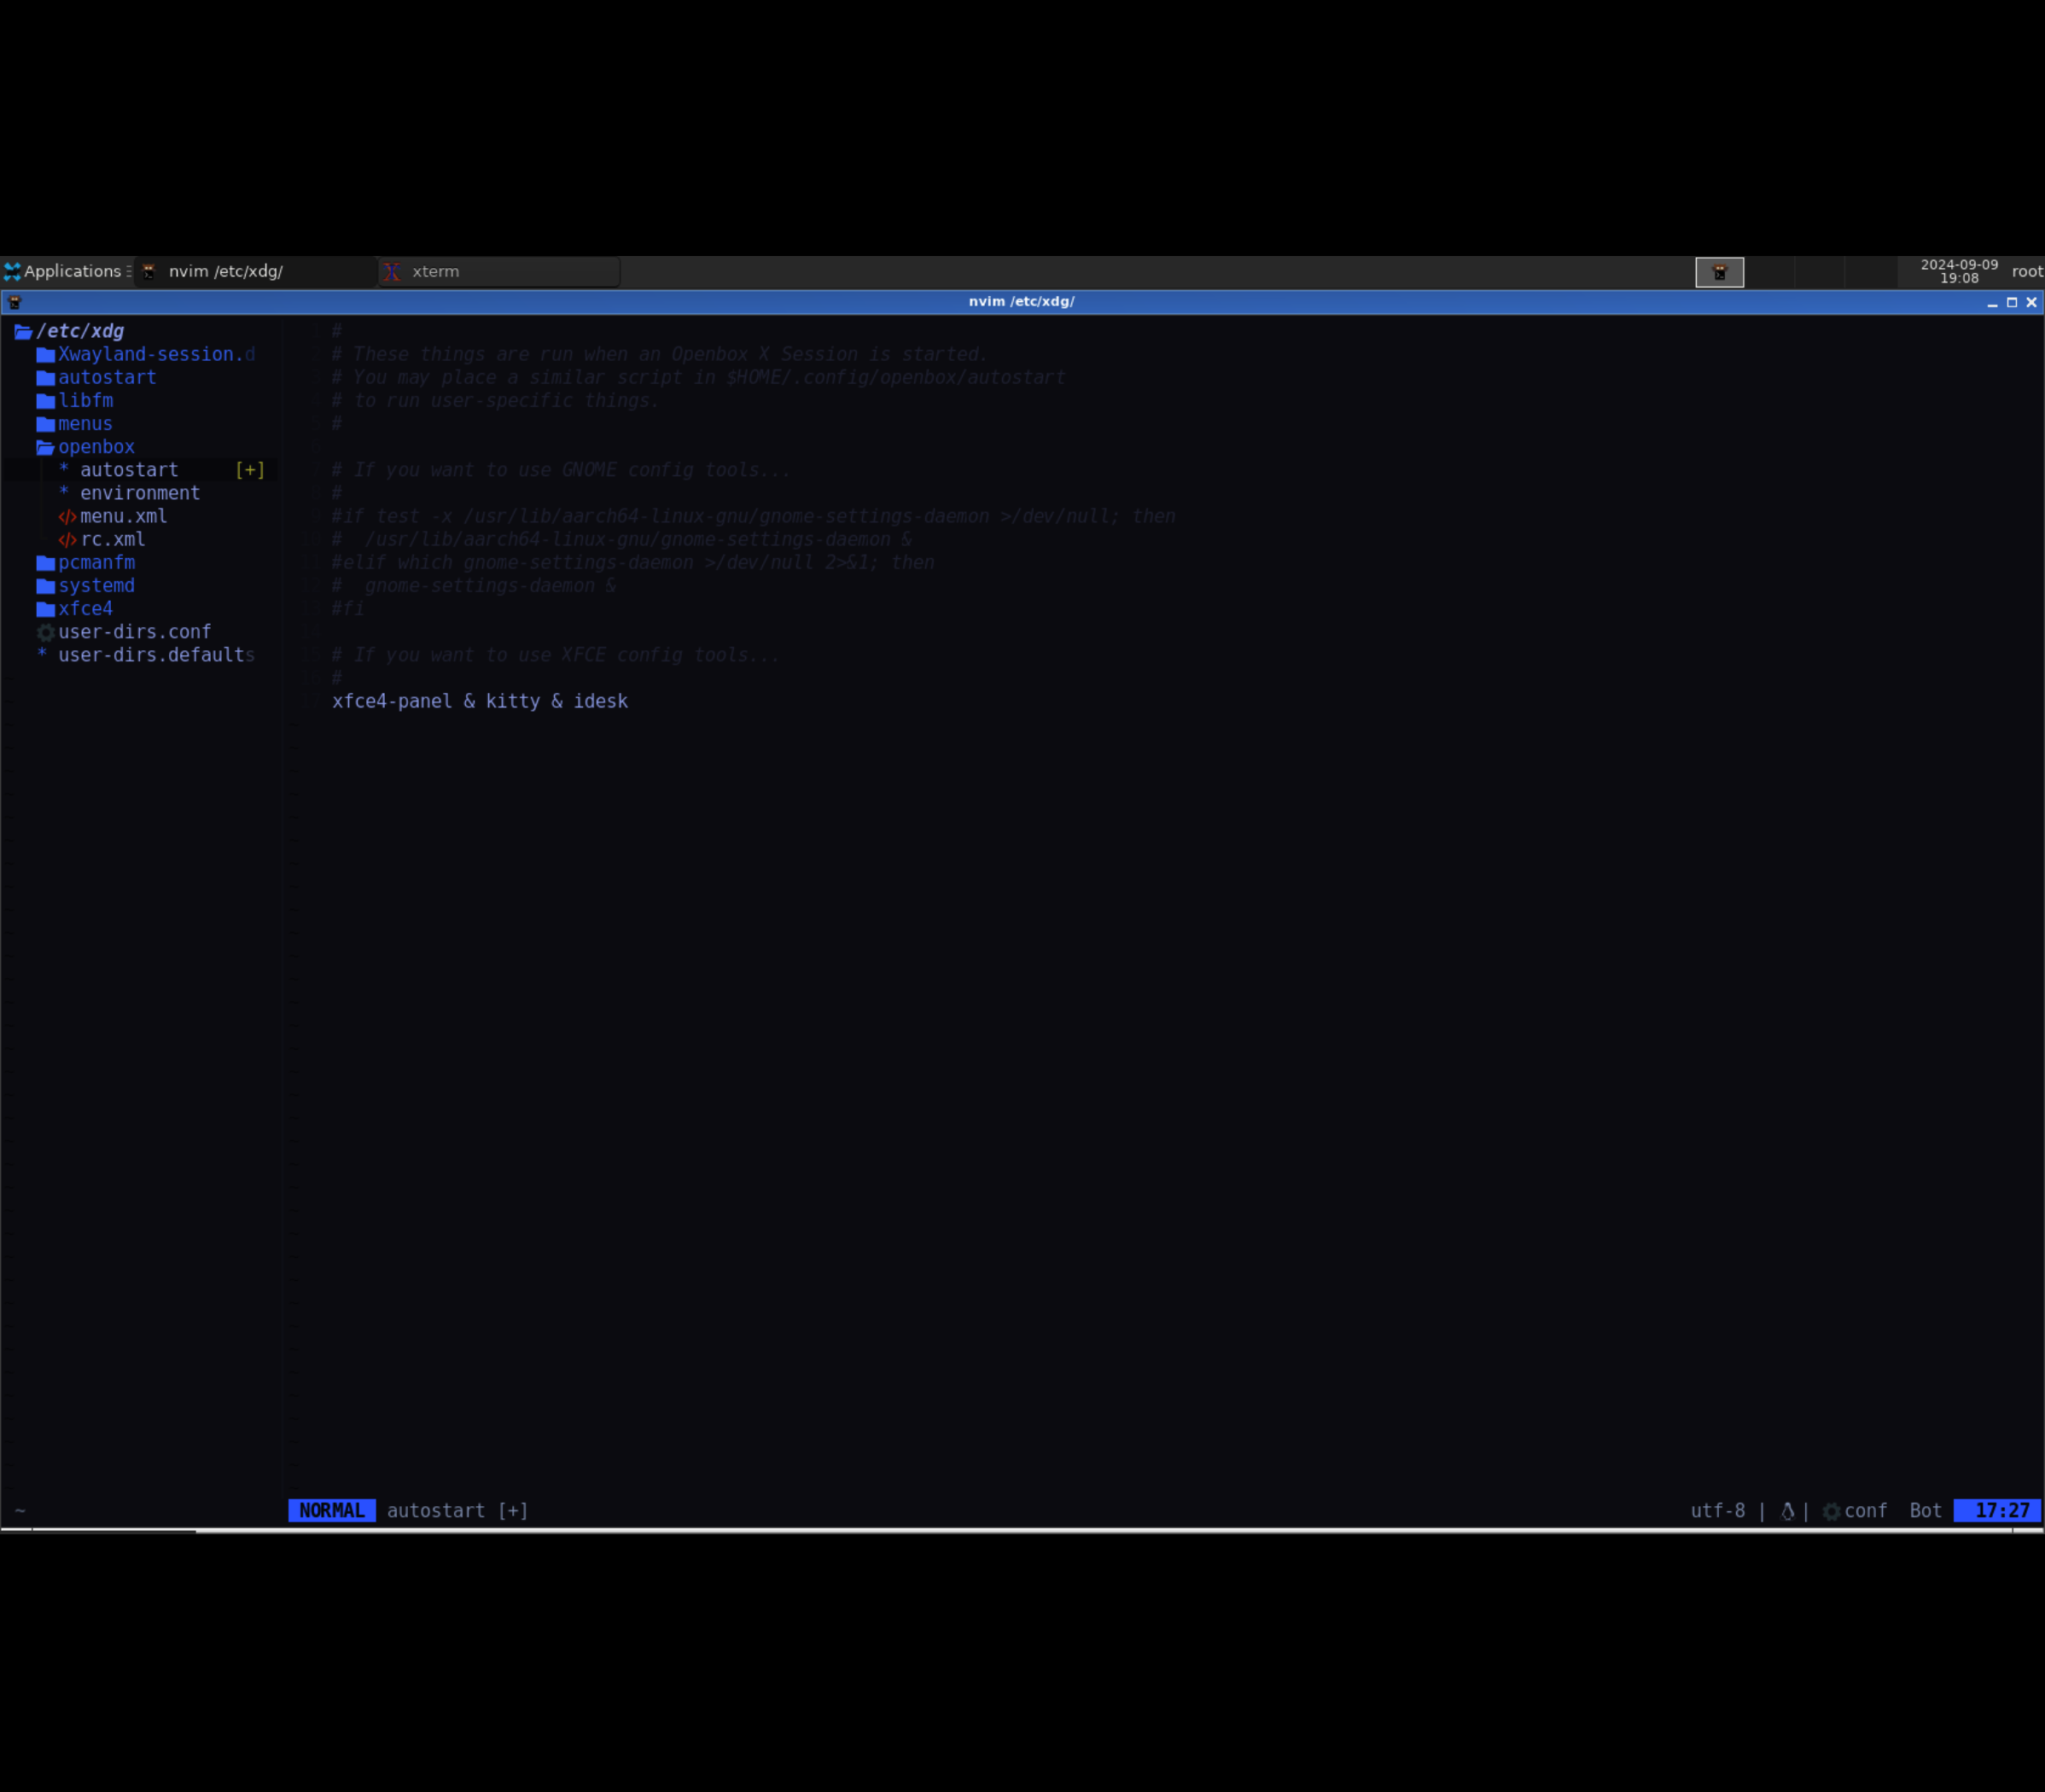 Applications nvim /etc/xdg/ xterm 2024-09-09 19:08 root
nvim /etc/xdg/
/etc/xdg
Xwayland-session.d
autostart
libfm
menus
openbox
* autostart [+]
* environment
</> menu.xml
</> rc.xml
pcmanfm
systemd
xfce4
user-dirs.conf
* user-dirs.defaults
#
# These things are run when an Openbox X Session is started.
# You may place a similar script in $HOME/.config/openbox/autostart
# to run user-specific things.
#
# If you want to use GNOME config tools...
#
#if test -x /usr/lib/aarch64-linux-gnu/gnome-settings-daemon >/dev/null; then
#  /usr/lib/aarch64-linux-gnu/gnome-settings-daemon &
#elif which gnome-settings-daemon >/dev/null 2>&1; then
#  gnome-settings-daemon &
#fi
# If you want to use XFCE config tools...
#
xfce4-panel & kitty & idesk
~ NORMAL autostart [+] utf-8 | | conf Bot 17:27